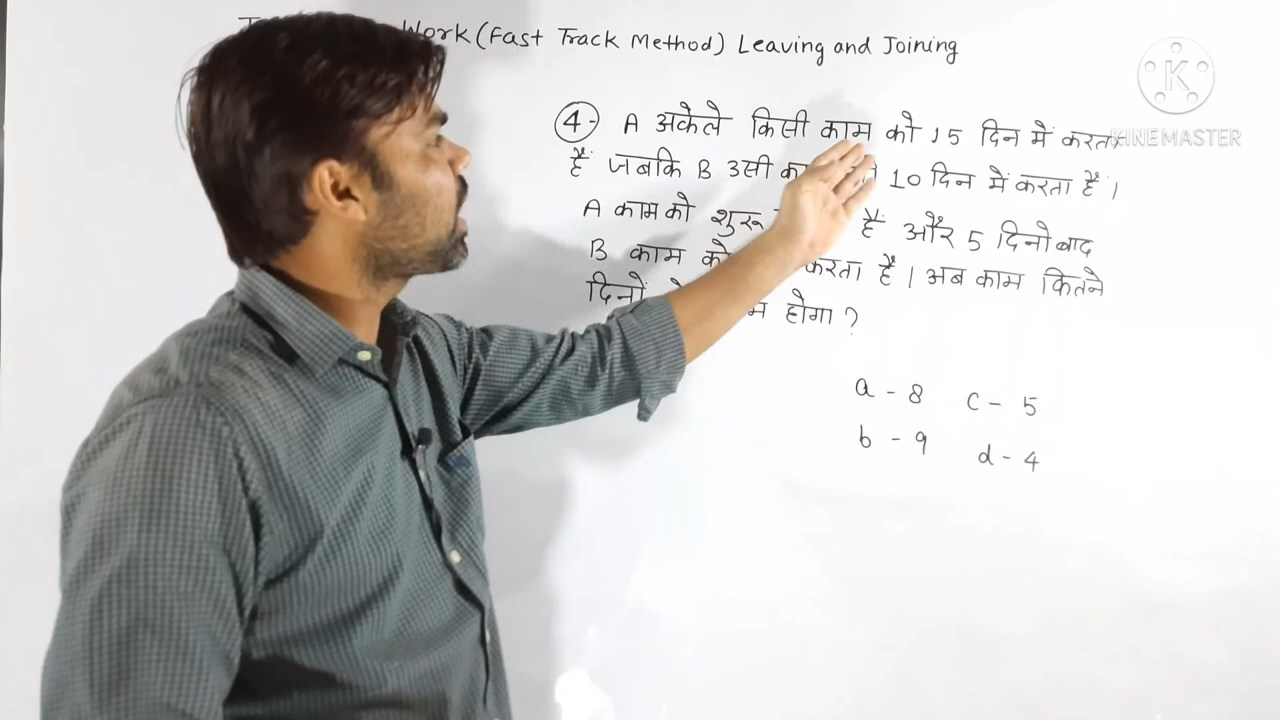 Work (Fast Track Method) Leaving and Joining
K
KINEMASTER
4- A अकेले किसी काम को 15 दिन में करता
हैं जबकि B उसी 10 दिन में करता हैं।
A काम को शुरू हैं और 5 दिनो बाद
B काम को करता हैं। अब काम कितने
दिनों होगा?
a - 8 c - 5
b - 9 d - 4